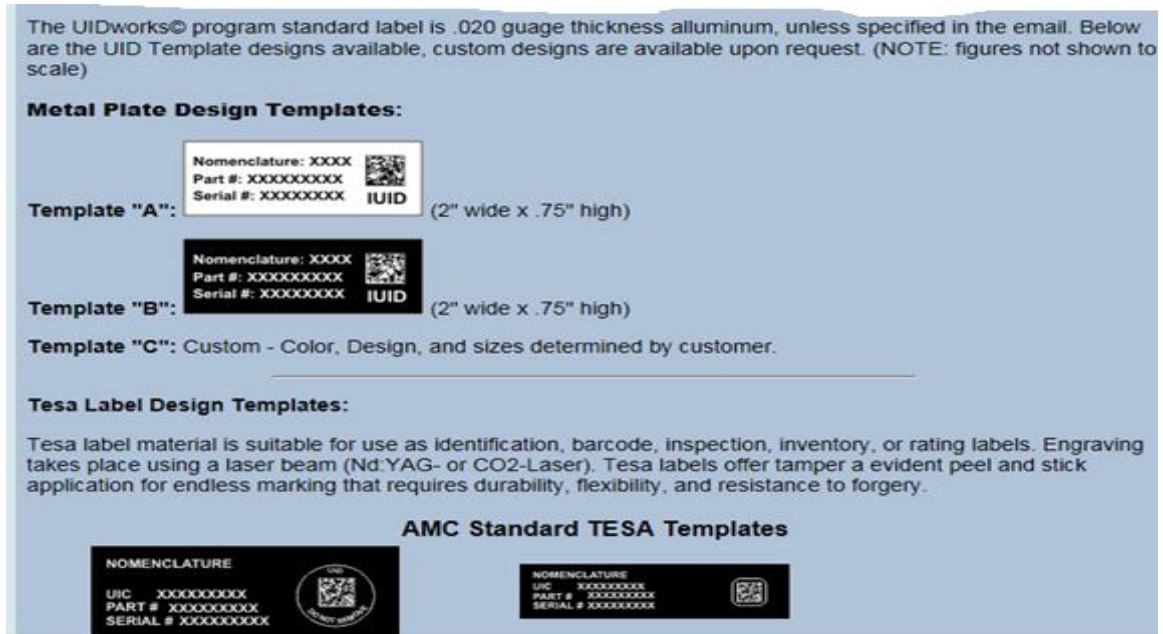 The UIDworks© program standard label is .020 guage thickness alluminum, unless specified in the email. Below
are the UID Template designs available, custom designs are available upon request. (NOTE: figures not shown to
scale)
Metal Plate Design Templates:
Nomenclature: XXXX
Part #: XXXXXXXXX
Serial #: XXXXXXXX
IUID
Template "A":
(2" wide x .75" high)
Nomenclature: XXXX
Part #: XXXXXXXXX
Serial #: XXXXXXXX
IUID
Template "B":
(2" wide x .75" high)
Template "C": Custom - Color, Design, and sizes determined by customer.
Tesa Label Design Templates:
Tesa label material is suitable for use as identification, barcode, inspection, inventory, or rating labels. Engraving
takes place using a laser beam (Nd:YAG- or CO2-Laser). Tesa labels offer tamper a evident peel and stick
application for endless marking that requires durability, flexibility, and resistance to forgery.
AMC Standard TESA Templates
NOMENCLATURE
UIC XXXXXXXXX
PART # XXXXXXXXX
SERIAL # XXXXXXXXX
UID
DO NOT REMOVE
NOMENCLATURE
UIC XXXXXXXXX
PART # XXXXXXXXX
SERIAL # XXXXXXXXX